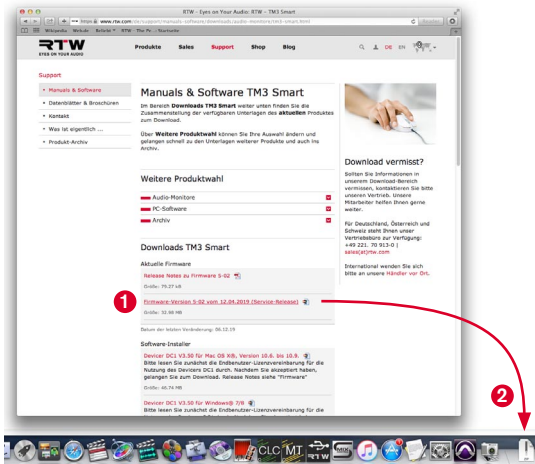 RTW - Eyes on Your Audio: RTW - TM3 Smart
RTW
EYES ON YOUR AUDIO
Produkte Sales Support Shop Blog
DE EN
Support
Manuals & Software
Datenblätter & Broschüren
Kontakt
Was ist eigentlich ...
Produkt-Archiv
Manuals & Software TM3 Smart
Im Bereich Downloads TM3 Smart weiter unten finden Sie die
Zusammenstellung der verfügbaren Unterlagen des aktuellen Produktes
zum Download.
Über Weitere Produktwahl können Sie Ihre Auswahl ändern und
gelangen schnell zu den Unterlagen weiterer Produkte und auch ins
Archiv.
Weitere Produktwahl
Audio-Monitore
PC-Software
Archiv
Downloads TM3 Smart
Aktuelle Firmware
Release Notes zu Firmware 5-02
Größe: 79.27 kB
1
Firmware-Version 5-02 vom 12.04.2019 (Service-Release)
Größe: 32.98 MB
Datum der letzten Veränderung: 06.12.19
Software-Installer
Devicer DC1 V3.50 für Mac OS X®, Version 10.6. bis 10.9.
Bitte lesen Sie zunächst die Endbenutzer-Lizenzvereinbarung für die
Nutzung des Devicers DC1 durch. Nachdem Sie akzeptiert haben,
gelangen Sie zum Download. Release Notes siehe "Firmware"
Größe: 46.74 MB
Devicer DC1 V3.50 für Windows® 7/8
Bitte lesen Sie zunächst die Endbenutzer-Lizenzvereinbarung für die
Download vermisst?
Sollten Sie Informationen in
unserem Download-Bereich
vermissen, kontaktieren Sie bitte
unseren Vertrieb. Unsere
Mitarbeiter helfen Ihnen gerne
weiter.
Für Deutschland, Österreich und
Schweiz steht Ihnen unser
Vertriebsbüro zur Verfügung:
+49 221. 70 913-0 |
sales(at)rtw.com
International wenden Sie sich
bitte an unsere Händler vor Ort.
2
CLC MT RTW